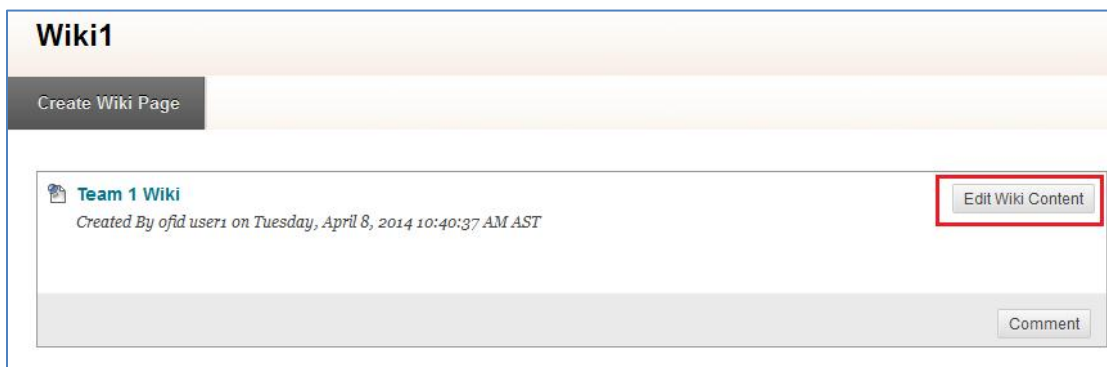 Wiki1
Create Wiki Page
Team 1 Wiki
Edit Wiki Content
Created By ofid user1 on Tuesday, April 8, 2014 10:40:37 AM AST
Comment